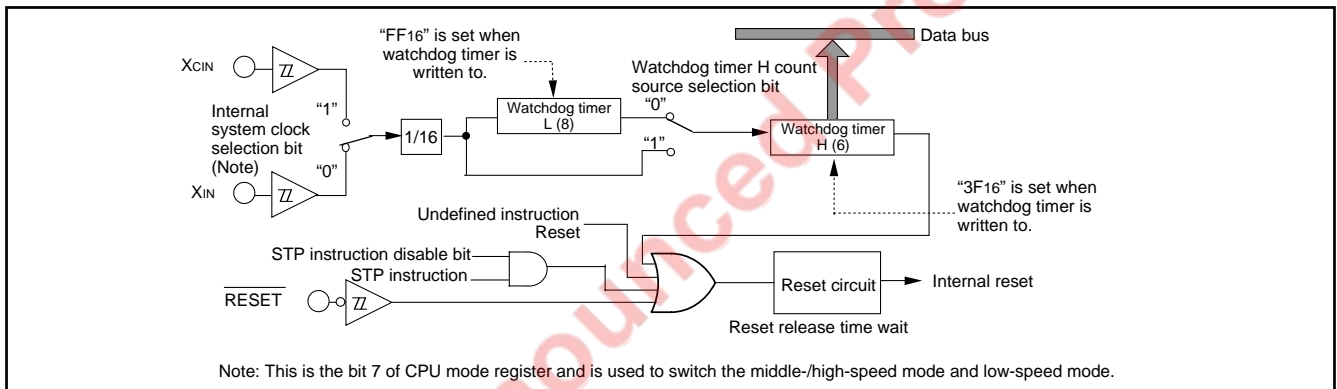 "FF16" is set when
watchdog timer is
written to.
Data bus
XCIN
Watchdog timer H count
source selection bit
Internal
system clock
selection bit
(Note)
"1"
"0"
1/16
Watchdog timer
L (8)
"0"
"1"
Watchdog timer
H (6)
XIN
"3F16" is set when
watchdog timer is
written to.
Undefined instruction
Reset
STP instruction disable bit
STP instruction
RESET
Reset circuit
Internal reset
Reset release time wait
Note: This is the bit 7 of CPU mode register and is used to switch the middle-/high-speed mode and low-speed mode.
ounced Pro